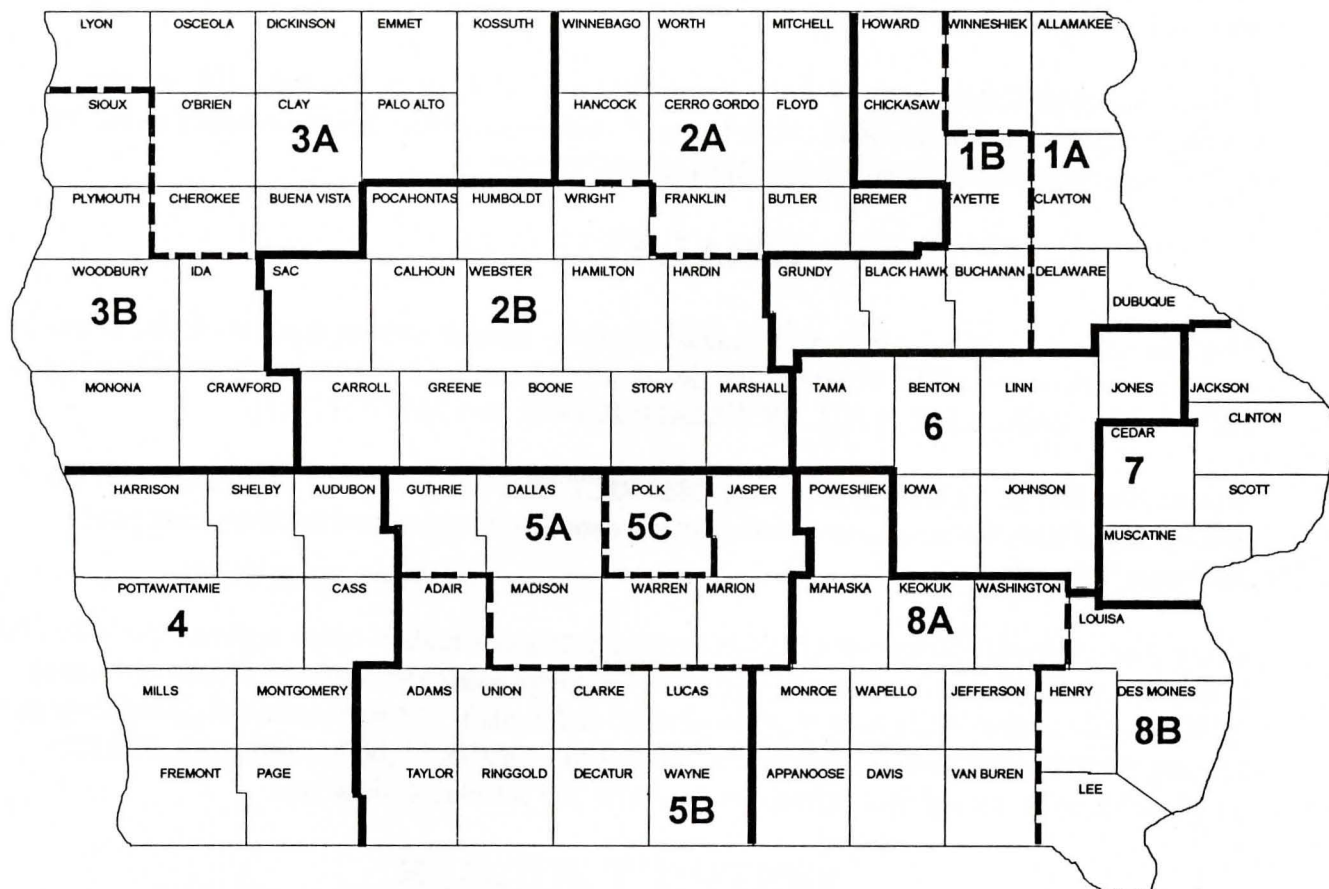 LYON OSCEOLA DICKINSON EMMET KOSSUTH WINNEBAGO WORTH MITCHELL HOWARD WINNESHIEK ALLAMAKEE
SIOUX O'BRIEN CLAY PALO ALTO HANCOCK CERRO GORDO FLOYD CHICKASAW
3A 2A 1B 1A
PLYMOUTH CHEROKEE BUENA VISTA POCAHONTAS HUMBOLDT WRIGHT FRANKLIN BUTLER BREMER FAYETTE CLAYTON
WOODBURY IDA SAC CALHOUN WEBSTER HAMILTON HARDIN GRUNDY BLACK HAWK BUCHANAN DELAWARE
DUBUQUE
3B 2B
MONONA CRAWFORD CARROLL GREENE BOONE STORY MARSHALL TAMA BENTON LINN JONES JACKSON
CLINTON
6 CEDAR
7
HARRISON SHELBY AUDUBON GUTHRIE DALLAS POLK JASPER POWESHIEK IOWA JOHNSON SCOTT
5A 5C
MUSCATINE
POTTAWATTAMIE CASS ADAIR MADISON WARREN MARION MAHASKA KEOKUK WASHINGTON
4 8A
LOUISA
MILLS MONTGOMERY ADAMS UNION CLARKE LUCAS MONROE WAPELLO JEFFERSON HENRY DES MOINES
8B
FREMONT PAGE TAYLOR RINGGOLD DECATUR WAYNE APPANOOSE DAVIS VAN BUREN
LEE
5B